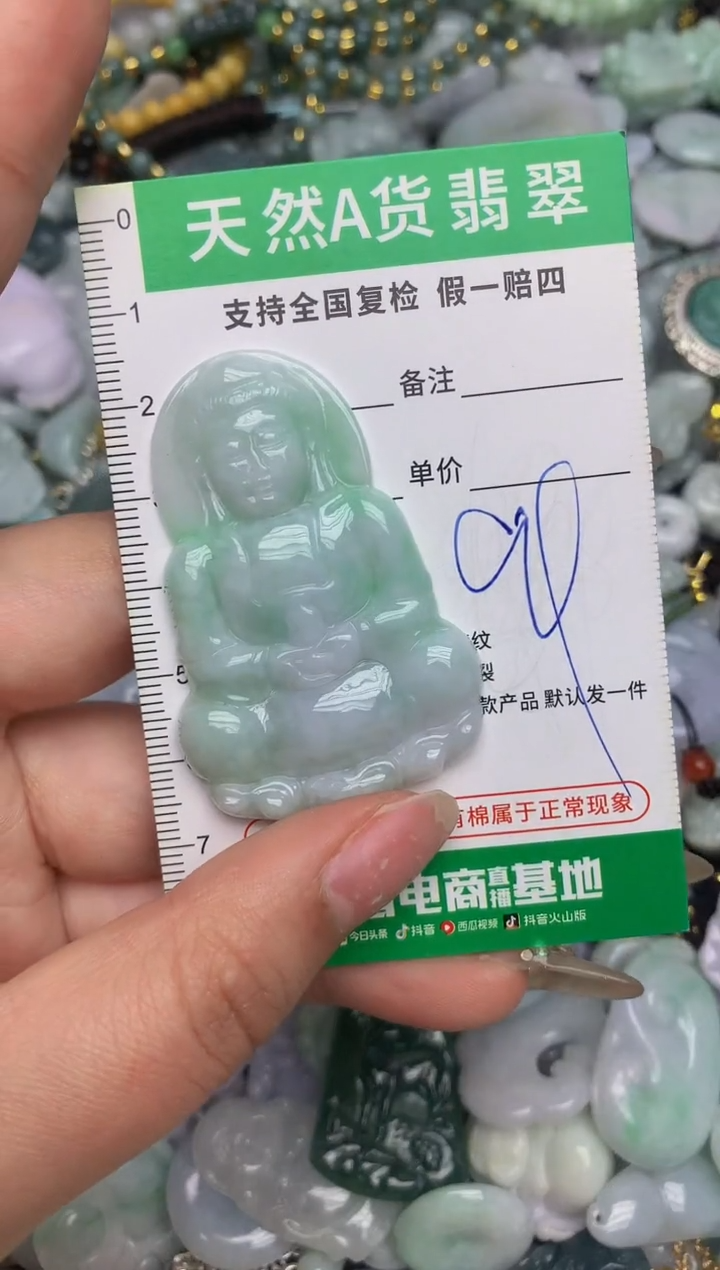 天然A货翡翠
支持全国复检 假一赔四
备注
单价
纹
裂
款产品 默认发一件
棉属于正常现象
电商直播基地
今日头条 抖音 西瓜视频 抖音火山版
0
1
2
5
7